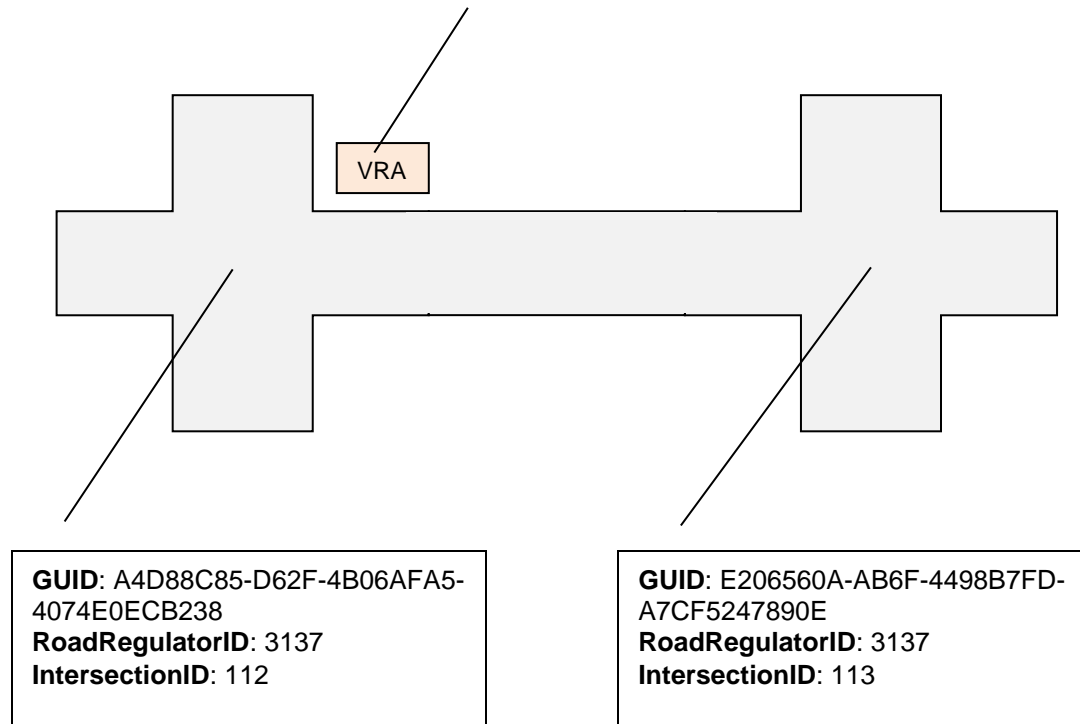 VRA
GUID: A4D88C85-D62F-4B06AFA5-
4074E0ECB238
RoadRegulatorID: 3137
IntersectionID: 112
GUID: E206560A-AB6F-4498B7FD-
A7CF5247890E
RoadRegulatorID: 3137
IntersectionID: 113